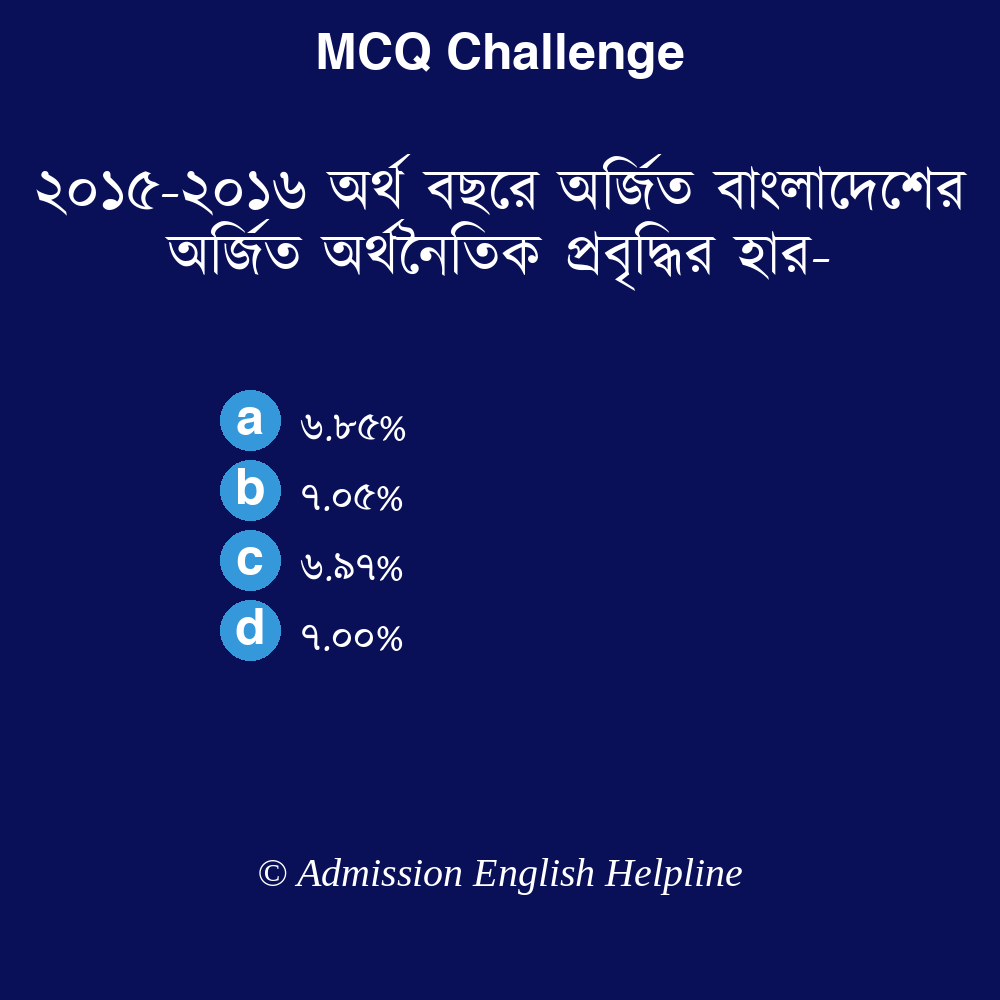 MCQ Challenge
২০১৫-২০১৬ অর্থ বছরে অর্জিত বাংলাদেশের
অর্জিত অর্থনৈতিক প্রবৃদ্ধির হার-
a ৬.৮৫%
b ৭.০৫%
c ৬.৯৭%
d ৭.০০%
© Admission English Helpline